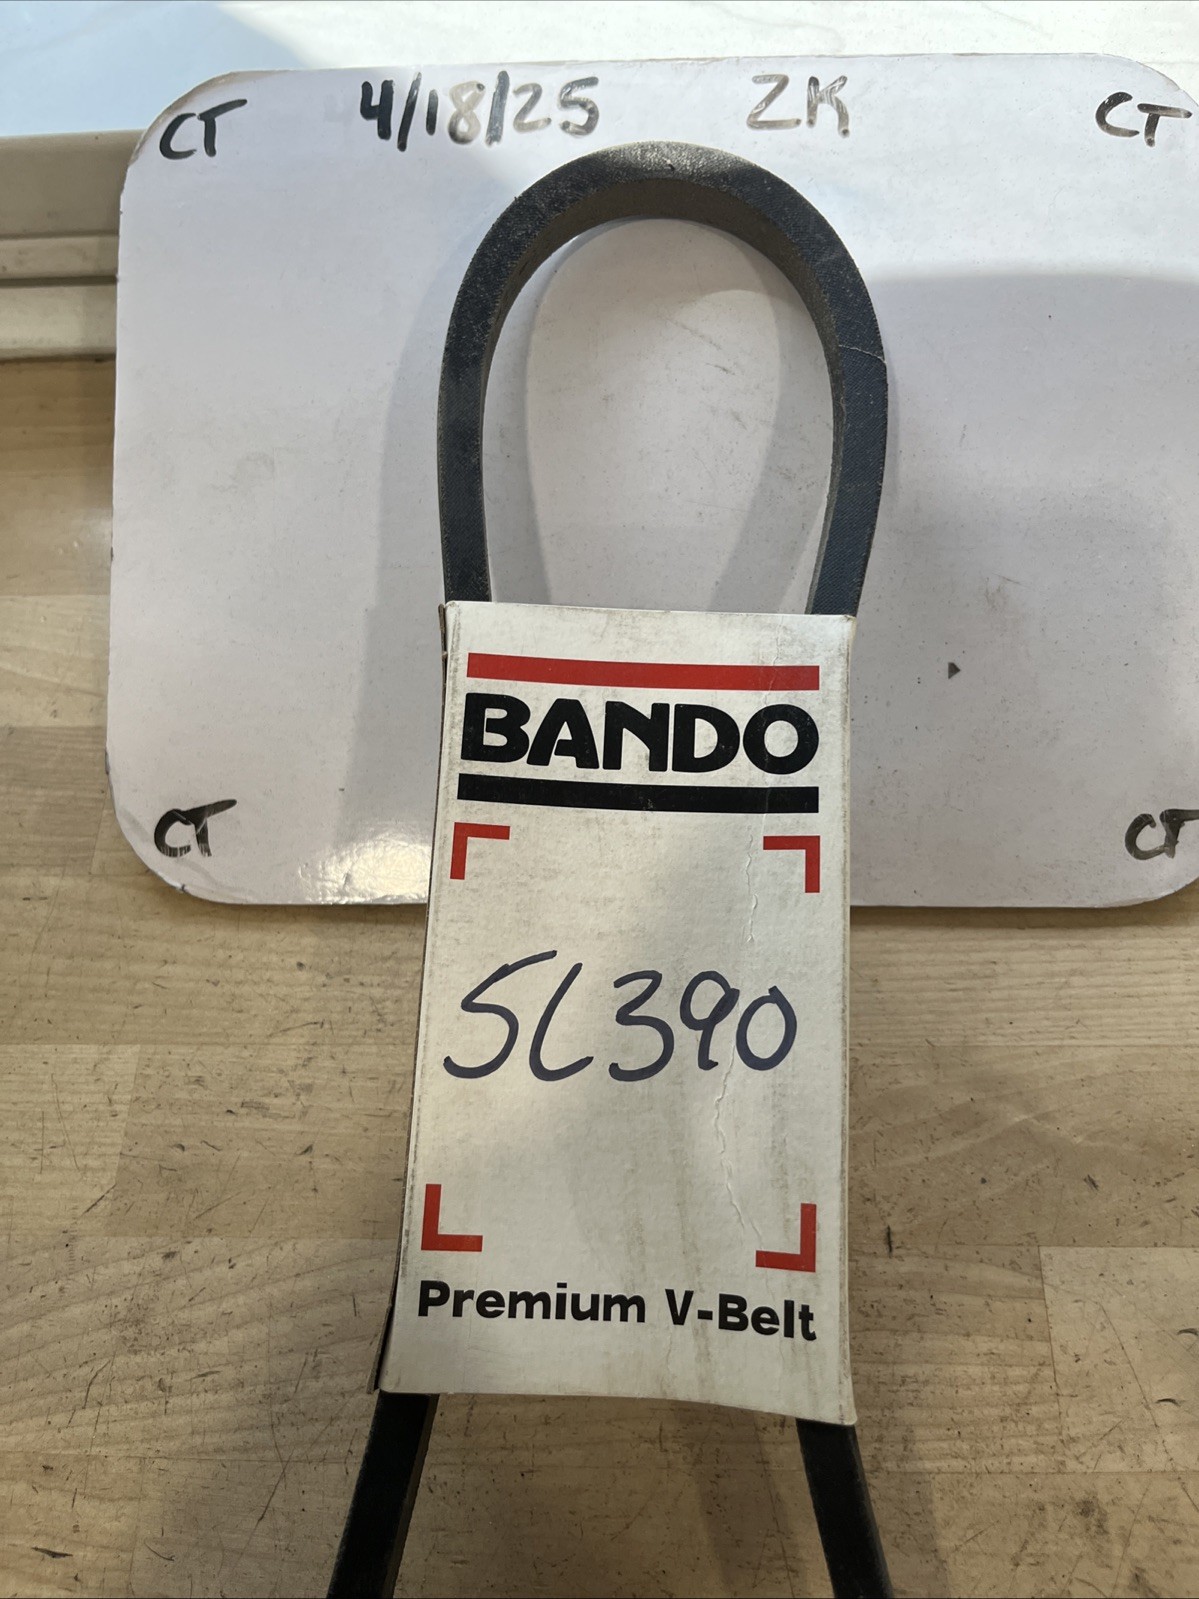 CT 4/18/25 ZK CT
BANDO
CT CT
5L390
Premium V-Belt